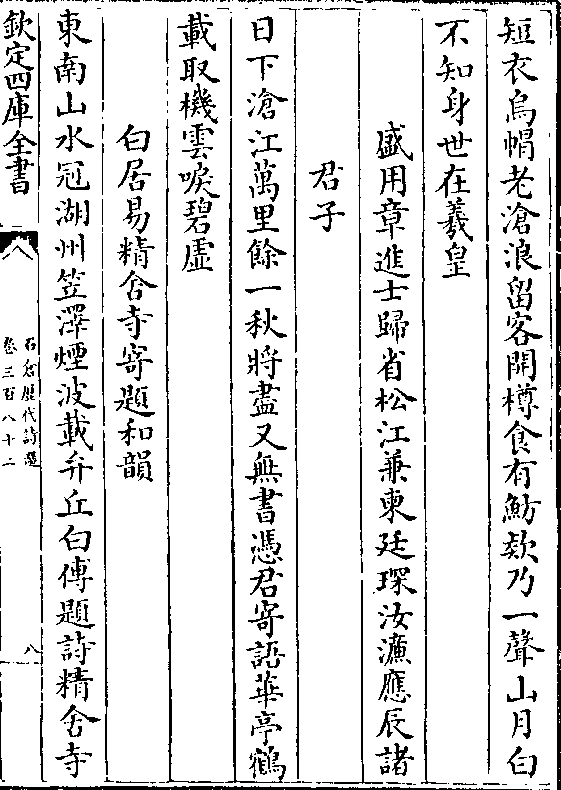 短衣烏帽老滄浪留客開樽食有魴欸乃一聲山月白
不知身世在羲皇
盛用章進士歸省松江兼柬廷琛汝濂應辰諸
君子
日下滄江萬里餘一秋將盡又無書憑君寄語華亭鶴
載取機雲唳碧虛
白居易精舍寺寄題和韻
東南山水冠湖州笠澤煙波載弁丘白傅題詩精舍寺
欽定四庫全書
石倉歷代詩選
卷三百八十二
八